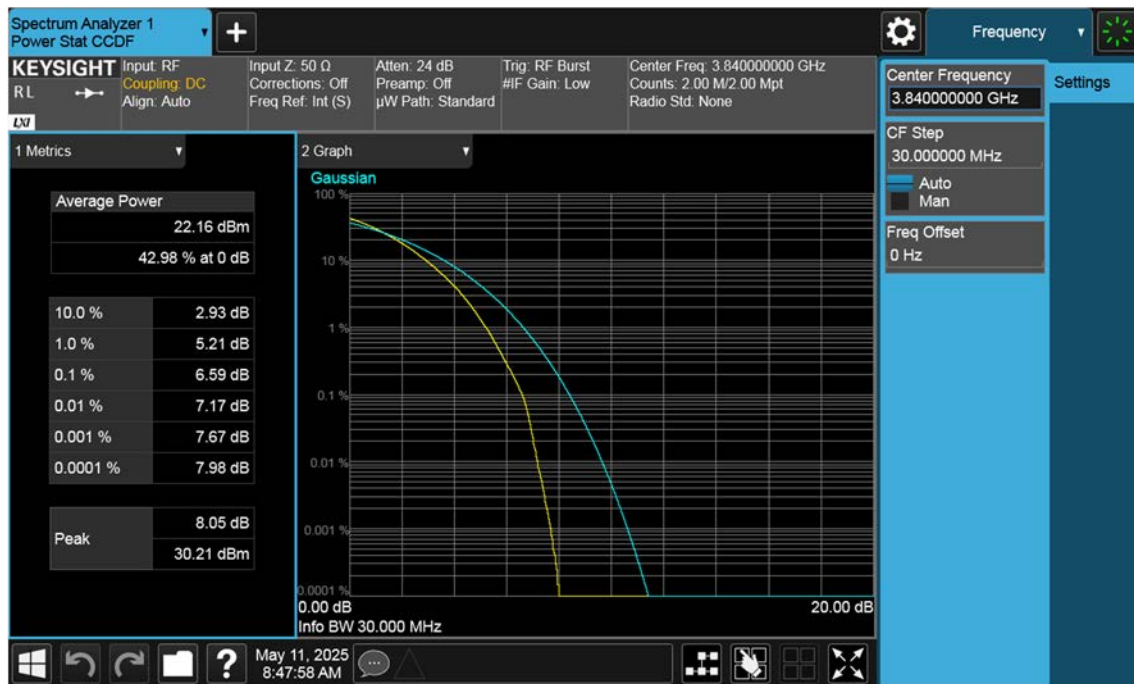 Spectrum Analyzer 1
Power Stat CCDF
Frequency
KEYSIGHT
R L
LXI
Input: RF
Coupling: DC
Align: Auto
Input Z: 50 Ω
Corrections: Off
Freq Ref: Int (S)
Atten: 24 dB
Preamp: Off
µW Path: Standard
Trig: RF Burst
#IF Gain: Low
Center Freq: 3.840000000 GHz
Counts: 2.00 M/2.00 Mpt
Radio Std: None
Center Frequency
3.840000000 GHz
Settings
CF Step
30.000000 MHz
Auto
Man
Freq Offset
0 Hz
1 Metrics
Average Power
22.16 dBm
42.98 % at 0 dB
10.0 % 2.93 dB
1.0 % 5.21 dB
0.1 % 6.59 dB
0.01 % 7.17 dB
0.001 % 7.67 dB
0.0001 % 7.98 dB
Peak
8.05 dB
30.21 dBm
2 Graph
Gaussian
100 %
10 %
1 %
0.1 %
0.01 %
0.001 %
0.0001 %
0.00 dB 20.00 dB
Info BW 30.000 MHz
?
May 11, 2025
8:47:58 AM